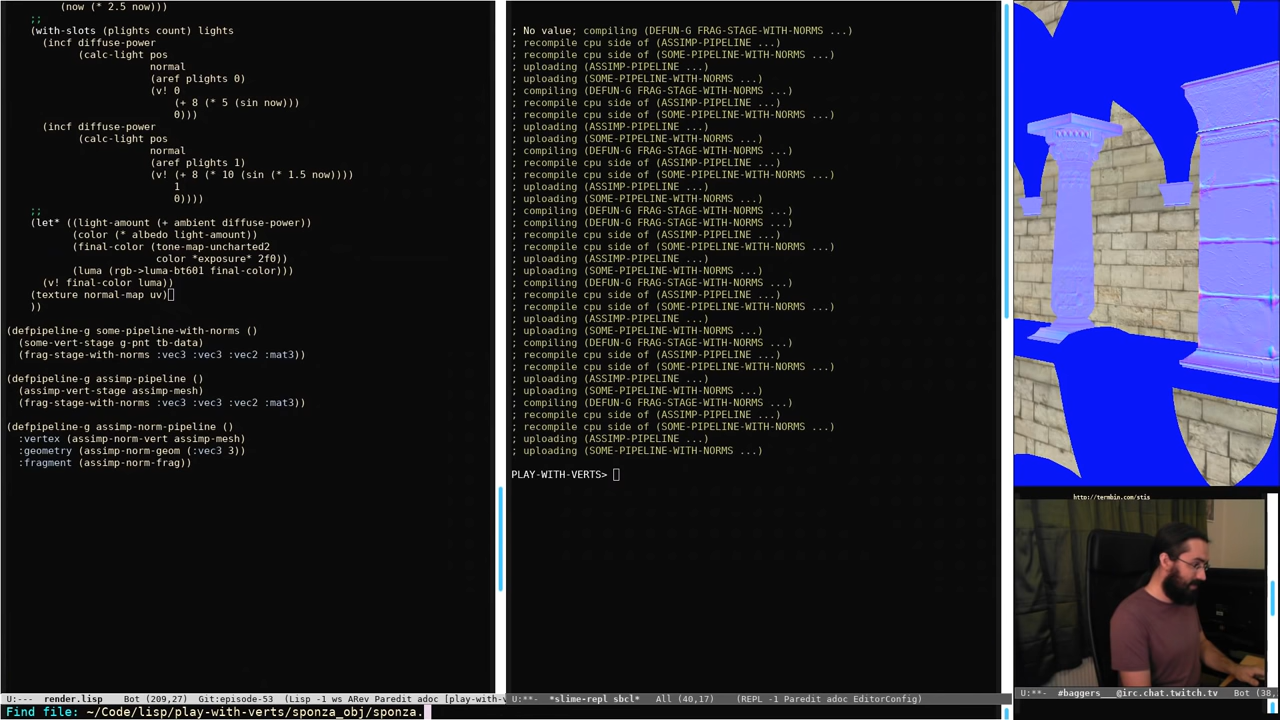 (now (* 2.5 now)))
;;
(with-slots (plights count) lights
(incf diffuse-power
(calc-light pos
normal
(aref plights 0)
(v! 0
(+ 8 (* 5 (sin now)))
0)))
(incf diffuse-power
(calc-light pos
normal
(aref plights 1)
(v! (+ 8 (* 10 (sin (* 1.5 now))))
1
0))))
;;
(let* ((light-amount (+ ambient diffuse-power))
(color (* albedo light-amount))
(final-color (tone-map-uncharted2
color *exposure* 2f0))
(luma (rgb->luma-bt601 final-color)))
(v! final-color luma))
(texture normal-map uv)
))
(defpipeline-g some-pipeline-with-norms ()
(some-vert-stage g-pnt tb-data)
(frag-stage-with-norms :vec3 :vec3 :vec2 :mat3))
(defpipeline-g assimp-pipeline ()
(assimp-vert-stage assimp-mesh)
(frag-stage-with-norms :vec3 :vec3 :vec2 :mat3))
(defpipeline-g assimp-norm-pipeline ()
:vertex (assimp-norm-vert assimp-mesh)
:geometry (assimp-norm-geom (:vec3 3))
:fragment (assimp-norm-frag))
U:--- render.lisp Bot (209,27) Git:episode-53 (Lisp -1 ws ARev Paredit adoc [play-with-v
Find file: ~/Code/lisp/play-with-verts/sponza_obj/sponza.
; No value; compiling (DEFUN-G FRAG-STAGE-WITH-NORMS ...)
; recompile cpu side of (ASSIMP-PIPELINE ...)
; recompile cpu side of (SOME-PIPELINE-WITH-NORMS ...)
; uploading (ASSIMP-PIPELINE ...)
; uploading (SOME-PIPELINE-WITH-NORMS ...)
; compiling (DEFUN-G FRAG-STAGE-WITH-NORMS ...)
; recompile cpu side of (ASSIMP-PIPELINE ...)
; recompile cpu side of (SOME-PIPELINE-WITH-NORMS ...)
; uploading (ASSIMP-PIPELINE ...)
; uploading (SOME-PIPELINE-WITH-NORMS ...)
; compiling (DEFUN-G FRAG-STAGE-WITH-NORMS ...)
; recompile cpu side of (ASSIMP-PIPELINE ...)
; recompile cpu side of (SOME-PIPELINE-WITH-NORMS ...)
; uploading (ASSIMP-PIPELINE ...)
; uploading (SOME-PIPELINE-WITH-NORMS ...)
; compiling (DEFUN-G FRAG-STAGE-WITH-NORMS ...)
; compiling (DEFUN-G FRAG-STAGE-WITH-NORMS ...)
; recompile cpu side of (ASSIMP-PIPELINE ...)
; recompile cpu side of (SOME-PIPELINE-WITH-NORMS ...)
; uploading (ASSIMP-PIPELINE ...)
; uploading (SOME-PIPELINE-WITH-NORMS ...)
; compiling (DEFUN-G FRAG-STAGE-WITH-NORMS ...)
; recompile cpu side of (ASSIMP-PIPELINE ...)
; recompile cpu side of (SOME-PIPELINE-WITH-NORMS ...)
; uploading (ASSIMP-PIPELINE ...)
; uploading (SOME-PIPELINE-WITH-NORMS ...)
; compiling (DEFUN-G FRAG-STAGE-WITH-NORMS ...)
; recompile cpu side of (ASSIMP-PIPELINE ...)
; recompile cpu side of (SOME-PIPELINE-WITH-NORMS ...)
; uploading (ASSIMP-PIPELINE ...)
; uploading (SOME-PIPELINE-WITH-NORMS ...)
; compiling (DEFUN-G FRAG-STAGE-WITH-NORMS ...)
; recompile cpu side of (ASSIMP-PIPELINE ...)
; recompile cpu side of (SOME-PIPELINE-WITH-NORMS ...)
; uploading (ASSIMP-PIPELINE ...)
; uploading (SOME-PIPELINE-WITH-NORMS ...)
PLAY-WITH-VERTS>
U:**- *slime-repl sbcl* All (40,17) (REPL -1 Paredit adoc EditorConfig)
http://termbin.com/stis
U:**- #baggers___@irc.chat.twitch.tv Bot (38,